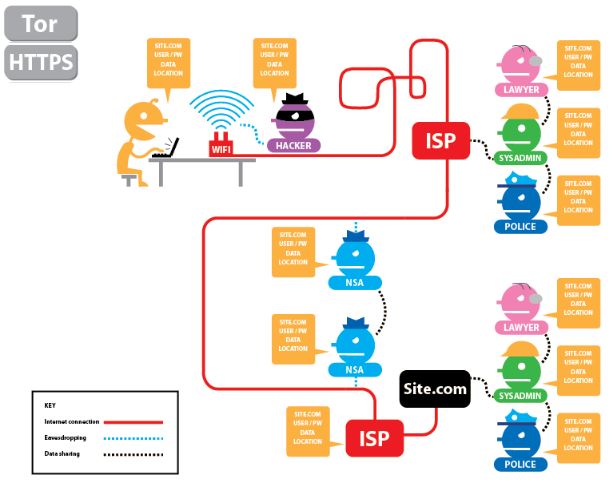 Tor
HTTPS
SITE.COM
USER / PW
DATA
LOCATION
SITE.COM
USER / PW
DATA
LOCATION
WIFI
HACKER
ISP
SITE.COM
USER / PW
DATA
LOCATION
LAWYER
SITE.COM
USER / PW
DATA
LOCATION
SYSADMIN
SITE.COM
USER / PW
DATA
LOCATION
POLICE
SITE.COM
USER / PW
DATA
LOCATION
NSA
SITE.COM
USER / PW
DATA
LOCATION
NSA
SITE.COM
USER / PW
DATA
LOCATION
LAWYER
SITE.COM
USER / PW
DATA
LOCATION
SYSADMIN
SITE.COM
USER / PW
DATA
LOCATION
POLICE
Site.com
SITE.COM
USER / PW
DATA
LOCATION
ISP
KEY
Internet connection
Eavesdropping
Data sharing